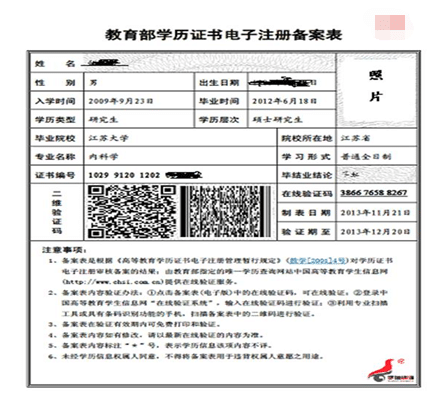 教育部学历证书电子注册备案表
姓 名
照片
性 别 男 出生日期
入学时间 2009年9月23日 毕业时间 2012年6月18日
学历类型 研究生 学历层次 硕士研究生
毕业院校 江苏大学 院校所在地 江苏省
专业名称 内科学 学习形式 普通全日制
证书编号 1029 9120 1202 毕结业结论
二维验证码
在线验证码 3866 7658 8267
制表日期 2013年11月21日
验证期至 2013年12月20日
注意事项：
1、备案表是根据《高等教育学历证书电子注册管理暂行规定》(教学[2001]4号)对学历证书
电子注册审核备案的结果；由教育部指定的唯一学历查询网站中国高等教育学生信息网
(http://www.chsi.com.cn)提供在线验证服务。
2、备案表内容验证办法：①点击备案表(电子版)中的在线验证码，可在线验证；②登录中
国高等教育学生信息网“在线验证系统”，输入在线验证码进行验证；③利用专业扫描
工具或具有条码识别功能的手机，扫描备案表中的二维码进行验证。
3、备案表在验证有效期内可免费打印和验证。
4、备案表内容如有修改，请以最新在线验证的内容为准。
5、备案表内容标注“*”号，表示学历信息该项内容不详。
6、未经学历信息权属人同意，不得将备案表用于违背权属人意愿之用途。
学信网